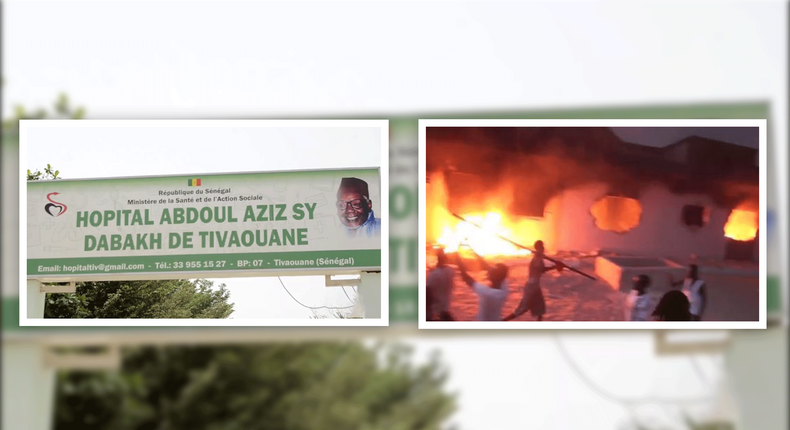 République du Sénégal
Ministère de la Santé et de l'Action Sociale
HOPITAL ABDOUL AZIZ SY
DABAKH DE TIVAOUANE
Email: hopitaltiv@gmail.com - Tél.: 33 955 15 27 - BP: 07 - Tivaouane (Sénégal)